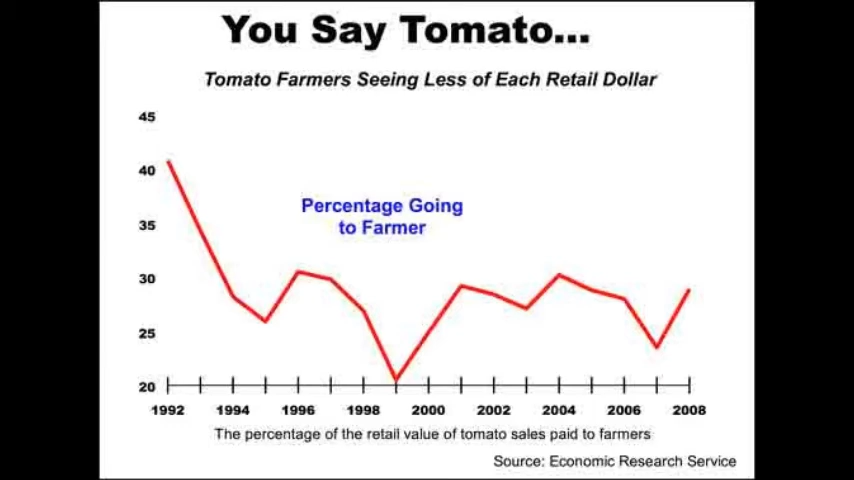 You Say Tomato...
Tomato Farmers Seeing Less of Each Retail Dollar
45
40
35
30
25
20
Percentage Going
to Farmer
1992 1994 1996 1998 2000 2002 2004 2006 2008
The percentage of the retail value of tomato sales paid to farmers
Source: Economic Research Service